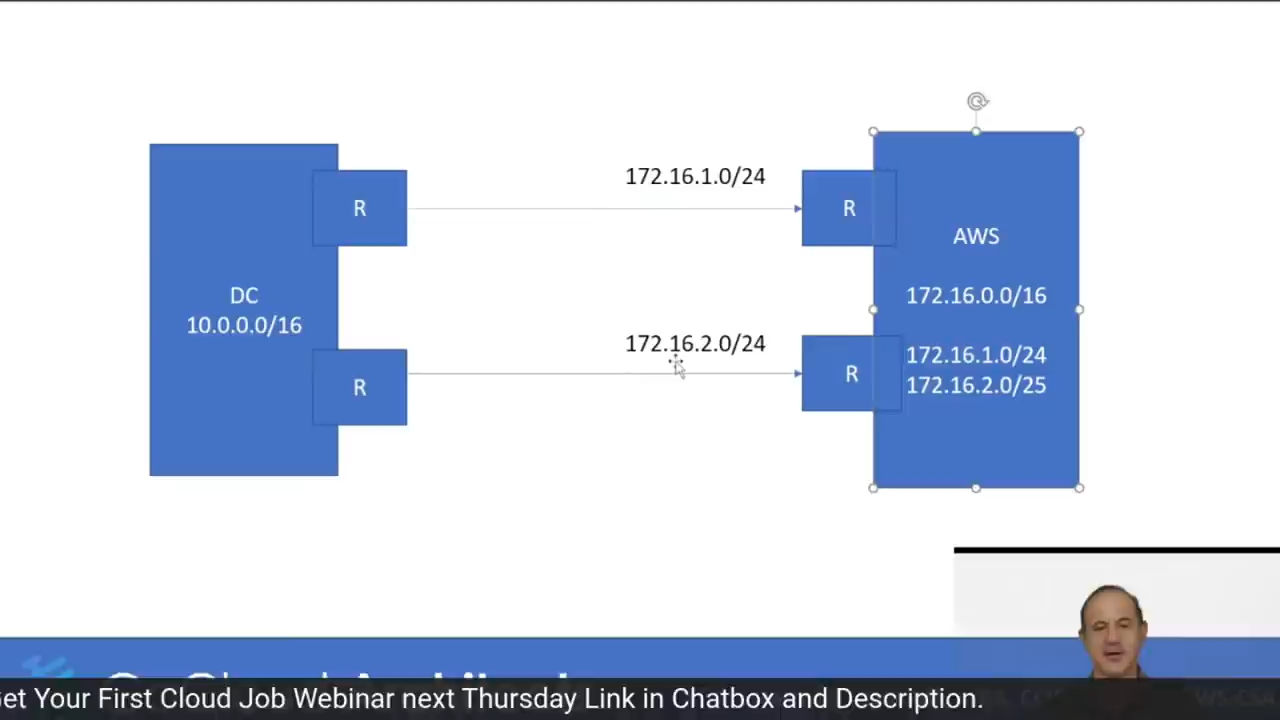 172.16.1.0/24
R
R
AWS
DC
10.0.0.0/16
172.16.0.0/16
172.16.2.0/24
172.16.1.0/24
172.16.2.0/25
R
R
et Your First Cloud Job Webinar next Thursday Link in Chatbox and Description.